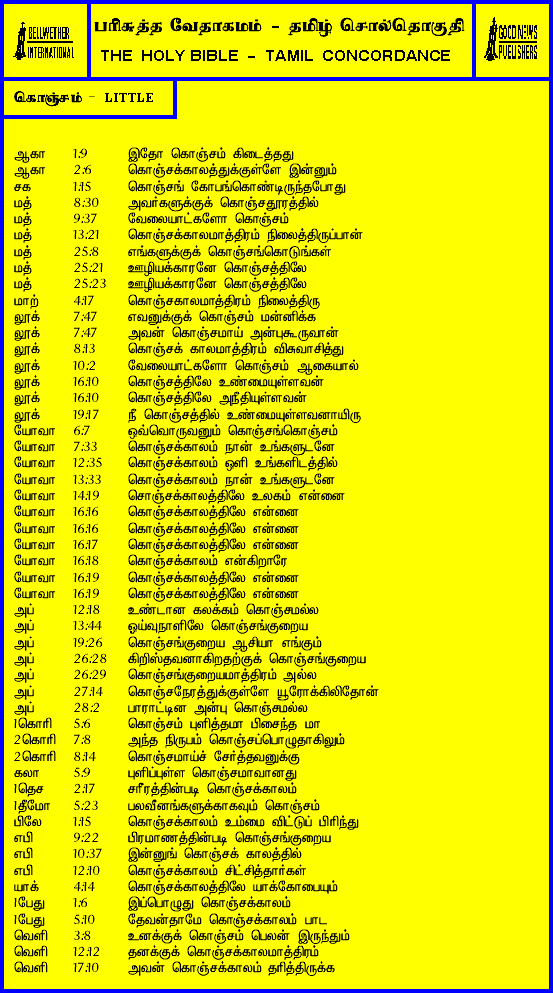 BELLWETHER
INTERNATIONAL
பரிசுத்த வேதாகமம் - தமிழ் சொல்தொகுதி
THE HOLY BIBLE - TAMIL CONCORDANCE
GOOD NEWS
PUBLISHERS
கொஞ்சம் - LITTLE
ஆகா 1:9 இதோ கொஞ்சம் கிடைத்தது
ஆகா 2:6 கொஞ்சக்காலத்துக்குள்ளே இன்னும்
சக 1:15 கொஞ்சங் கோபங்கொண்டிருந்தபோது
மத் 8:30 அவர்களுக்குக் கொஞ்சதூரத்தில்
மத் 9:37 வேலையாட்களோ கொஞ்சம்
மத் 13:21 கொஞ்சக்காலமாத்திரம் நிலைத்திருப்பான்
மத் 25:8 எங்களுக்குக் கொஞ்சங்கொடுங்கள்
மத் 25:21 ஊழியக்காரனே கொஞ்சத்திலே
மத் 25:23 ஊழியக்காரனே கொஞ்சத்திலே
மாற் 4:17 கொஞ்சகாலமாத்திரம் நிலைத்திரு
லூக் 7:47 எவனுக்குக் கொஞ்சம் மன்னிக்க
லூக் 7:47 அவன் கொஞ்சமாய் அன்புகூருவான்
லூக் 8:13 கொஞ்சக் காலமாத்திரம் விசுவாசித்து
லூக் 10:2 வேலையாட்களோ கொஞ்சம் ஆகையால்
லூக் 16:10 கொஞ்சத்திலே உண்மையுள்ளவன்
லூக் 16:10 கொஞ்சத்திலே அநீதியுள்ளவன்
லூக் 19:17 நீ கொஞ்சத்தில் உண்மையுள்ளவனாயிரு
யோவா 6:7 ஒவ்வொருவனும் கொஞ்சங்கொஞ்சம்
யோவா 7:33 கொஞ்சக்காலம் நான் உங்களுடனே
யோவா 12:35 கொஞ்சக்காலம் ஒளி உங்களிடத்தில்
யோவா 13:33 கொஞ்சக்காலம் நான் உங்களுடனே
யோவா 14:19 சொஞ்சக்காலத்திலே உலகம் என்னை
யோவா 16:16 கொஞ்சக்காலத்திலே என்னை
யோவா 16:16 கொஞ்சக்காலத்திலே என்னை
யோவா 16:17 கொஞ்சக்காலத்திலே என்னை
யோவா 16:18 கொஞ்சக்காலம் என்கிறாரே
யோவா 16:19 கொஞ்சக்காலத்திலே என்னை
யோவா 16:19 கொஞ்சக்காலத்திலே என்னை
அப் 12:18 உண்டான கலக்கம் கொஞ்சமல்ல
அப் 13:44 ஓய்வுநாளிலே கொஞ்சங்குறைய
அப் 19:26 கொஞ்சங்குறைய ஆசியா எங்கும்
அப் 26:28 கிறிஸ்தவனாகிறதற்குக் கொஞ்சங்குறைய
அப் 26:29 கொஞ்சங்குறையமாத்திரம் அல்ல
அப் 27:14 கொஞ்சநேரத்துக்குள்ளே யூரோக்கிலிதோன்
அப் 28:2 பாராட்டின அன்பு கொஞ்சமல்ல
1கொரி 5:6 கொஞ்சம் புளித்தமா பிசைந்த மா
2கொரி 7:8 அந்த நிருபம் கொஞ்சப்பொழுதாகிலும்
2கொரி 8:14 கொஞ்சமாய்ச் சேர்த்தவனுக்கு
கலா 5:9 புளிப்புள்ள கொஞ்சமாவானது
1தெச 2:17 சரீரத்தின்படி கொஞ்சக்காலம்
1தீமோ 5:23 பலவீனங்களுக்காகவும் கொஞ்சம்
பிலே 1:15 கொஞ்சக்காலம் உம்மை விட்டுப் பிரிந்து
எபி 9:22 பிரமாணத்தின்படி கொஞ்சங்குறைய
எபி 10:37 இன்னுங் கொஞ்சக் காலத்தில்
எபி 12:10 கொஞ்சக்காலம் சிட்சித்தார்கள்
யாக் 4:14 கொஞ்சக்காலத்திலே யாக்கோபையும்
1பேது 1:6 இப்பொழுது கொஞ்சக்காலம்
1பேது 5:10 தேவன்தாமே கொஞ்சக்காலம் பாட
வெளி 3:8 உனக்குக் கொஞ்சம் பெலன் இருந்தும்
வெளி 12:12 தனக்குக் கொஞ்சக்காலமாத்திரம்
வெளி 17:10 அவன் கொஞ்சக்காலம் தரித்திருக்க